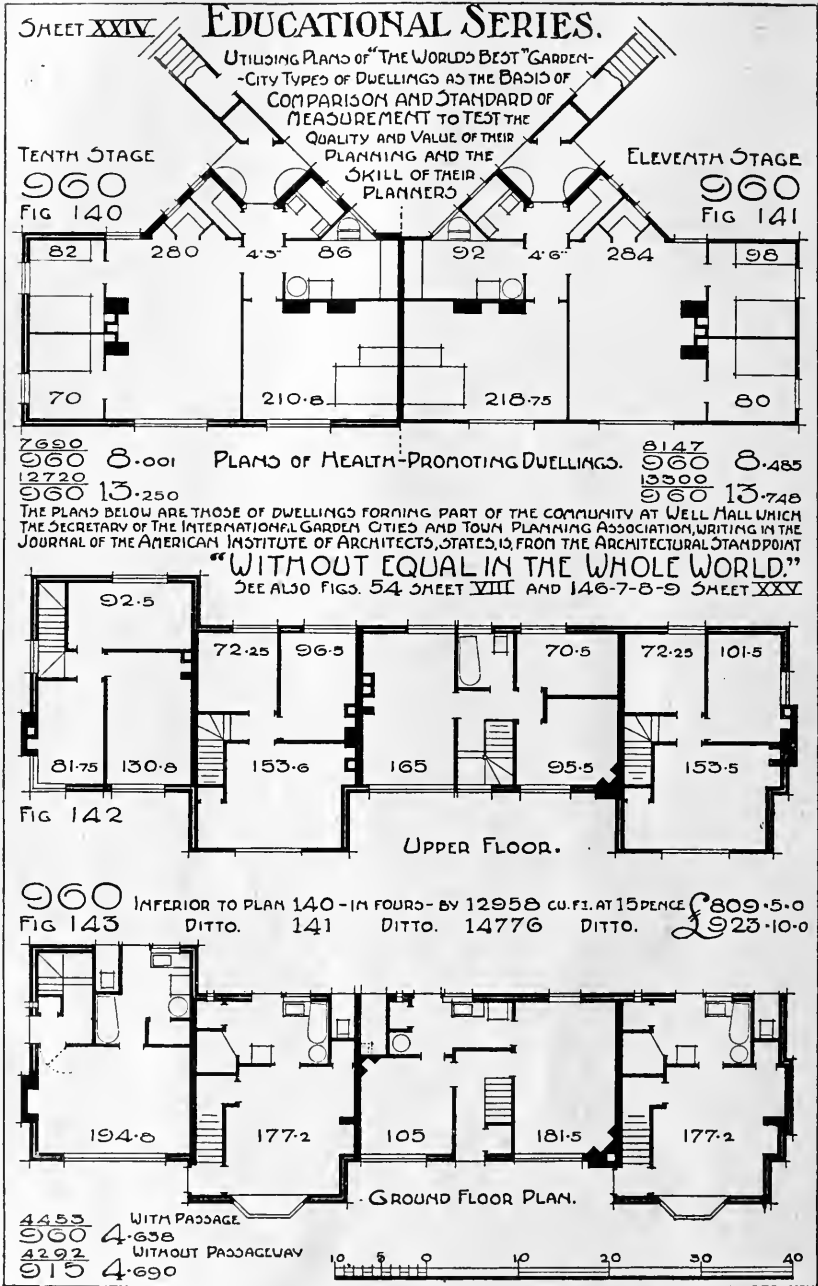 SHEET XXIV
EDUCATIONAL SERIES.
UTILISING PLANS OF "THE WORLDS BEST" GARDEN-
-CITY TYPES OF DWELLINGS AS THE BASIS OF
COMPARISON AND STANDARD OF
MEASUREMENT TO TEST THE
QUALITY AND VALUE OF THEIR
PLANNING AND THE
SKILL OF THEIR
PLANNERS
TENTH STAGE
960
FIG 140
ELEVENTH STAGE
960
FIG 141
82 280 4'3" 86 92 4'6" 284 98
70 210.8 218.75 80
7690
960 8.001
12720
960 13.250
PLANS OF HEALTH-PROMOTING DWELLINGS.
8147
960 8.485
13300
960 13.748
THE PLANS BELOW ARE THOSE OF DWELLINGS FORMING PART OF THE COMMUNITY AT WELL HALL WHICH
THE SECRETARY OF THE INTERNATIONAL GARDEN CITIES AND TOWN PLANNING ASSOCIATION, WRITING IN THE
JOURNAL OF THE AMERICAN INSTITUTE OF ARCHITECTS, STATES, IS, FROM THE ARCHITECTURAL STANDPOINT
"WITHOUT EQUAL IN THE WHOLE WORLD."
SEE ALSO FIGS. 54 SHEET VIII AND 146-7-8-9 SHEET XXV
92.5
72.25 96.5 70.5 72.25 101.5
81.75 130.8 153.6 165 95.5 153.5
FIG 142
UPPER FLOOR.
960 INFERIOR TO PLAN 140 - IN FOURS - BY 12958 CU. FT. AT 15 PENCE £809.5.0
FIG 143 DITTO. 141 DITTO. 14776 DITTO. £923.10.0
194.8 177.2 105 181.5 177.2
GROUND FLOOR PLAN.
4453 WITH PASSAGE
960 4.638
4292 WITHOUT PASSAGEWAY
915 4.690
10 5 0 10 20 30 40